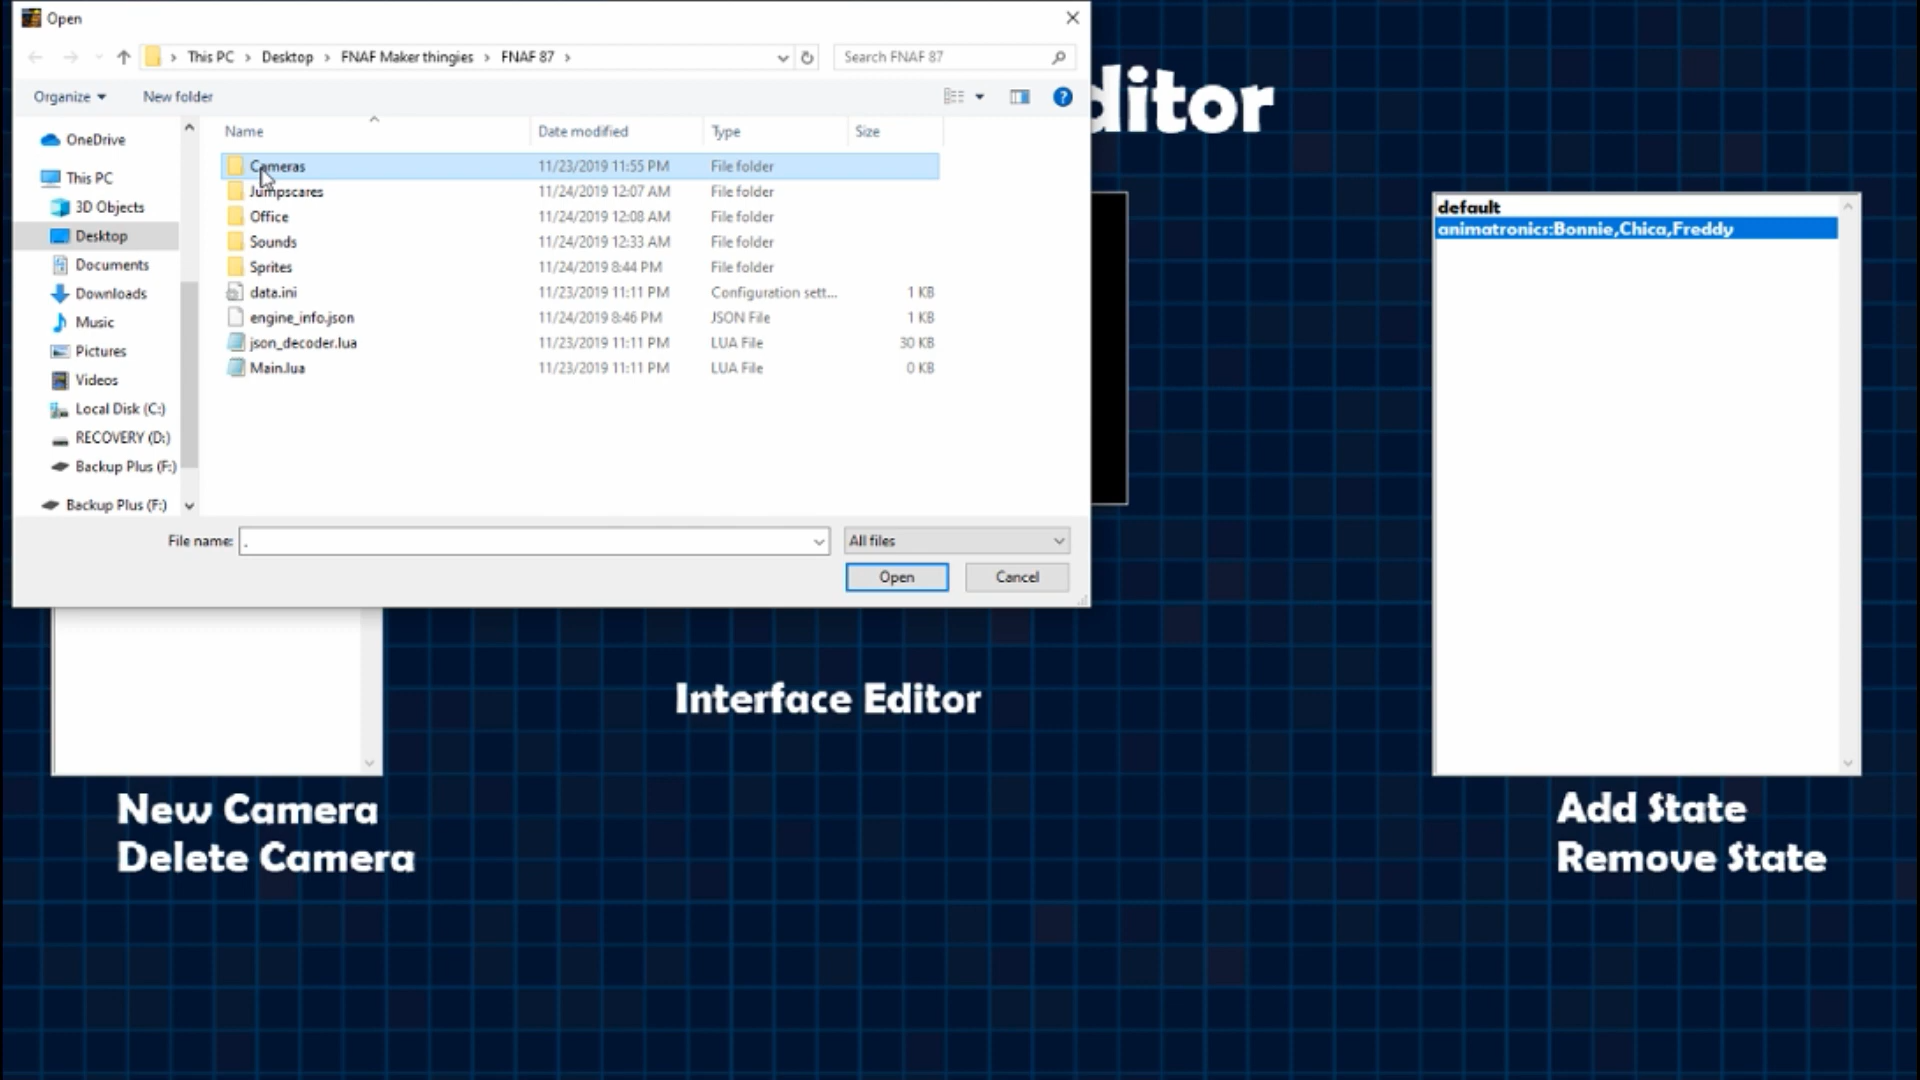 Open
This PC > Desktop > FNAF Maker thingies > FNAF 87 >
Search FNAF 87
Organize
New folder
ditor
Name
Date modified
Type
Size
OneDrive
This PC
3D Objects
Desktop
Documents
Downloads
Music
Pictures
Videos
Local Disk (C:)
RECOVERY (D:)
Backup Plus (F:)
Backup Plus (F:)
Cameras 11/23/2019 11:55 PM File folder
Jumpscares 11/24/2019 12:07 AM File folder
Office 11/24/2019 12:08 AM File folder
Sounds 11/24/2019 12:33 AM File folder
Sprites 11/24/2019 8:44 PM File folder
data.ini 11/23/2019 11:11 PM Configuration sett... 1 KB
engine_info.json 11/24/2019 8:46 PM JSON File 1 KB
json_decoder.lua 11/23/2019 11:11 PM LUA File 30 KB
Main.lua 11/23/2019 11:11 PM LUA File 0 KB
File name: .
All files
Open
Cancel
default
animatronics:Bonnie,Chica,Freddy
Interface Editor
New Camera
Delete Camera
Add State
Remove State